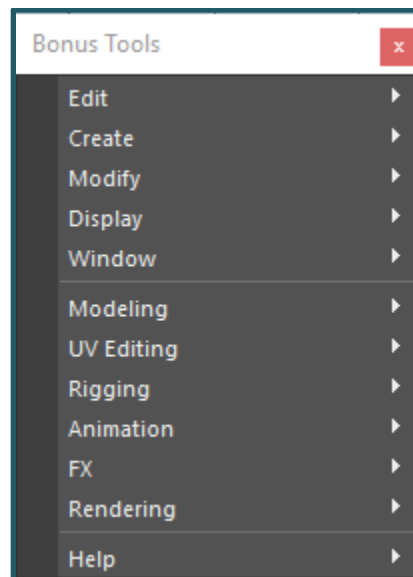 Bonus Tools
x
Edit
Create
Modify
Display
Window
Modeling
UV Editing
Rigging
Animation
FX
Rendering
Help